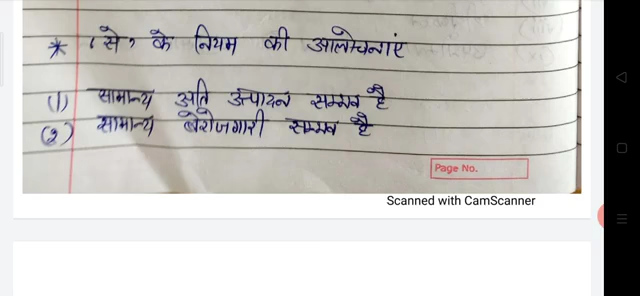 * 'से' के नियम की आलोचनाएं
(1) सामान्य अति उत्पादन सम्भव है
(2) सामान्य बेरोजगारी सम्भव है
Page No.
Scanned with CamScanner